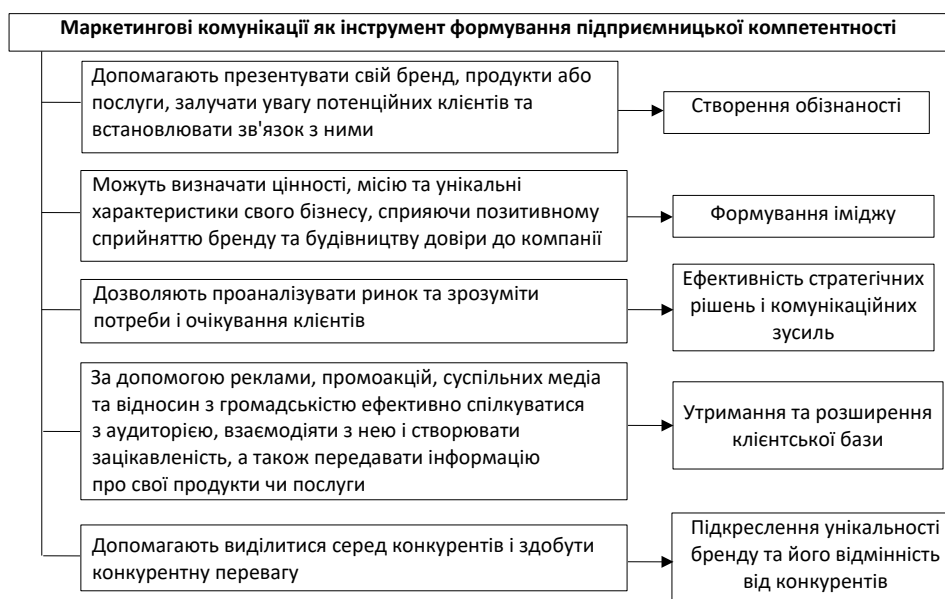 Маркетингові комунікації як інструмент формування підприємницької компетентності
Допомагають презентувати свій бренд, продукти або
послуги, залучати увагу потенційних клієнтів та
встановлювати зв'язок з ними
Створення обізнаності
Можуть визначати цінності, місію та унікальні
характеристики свого бізнесу, сприяючи позитивному
сприйняттю бренду та будівництву довіри до компанії
Формування іміджу
Дозволяють проаналізувати ринок та зрозуміти
потреби і очікування клієнтів
Ефективність стратегічних
рішень і комунікаційних
зусиль
За допомогою реклами, промоакцій, суспільних медіа
та відносин з громадськістю ефективно спілкуватися
з аудиторією, взаємодіяти з нею і створювати
зацікавленість, а також передавати інформацію
про свої продукти чи послуги
Утримання та розширення
клієнтської бази
Допомагають виділитися серед конкурентів і здобути
конкурентну перевагу
Підкреслення унікальності
бренду та його відмінність
від конкурентів